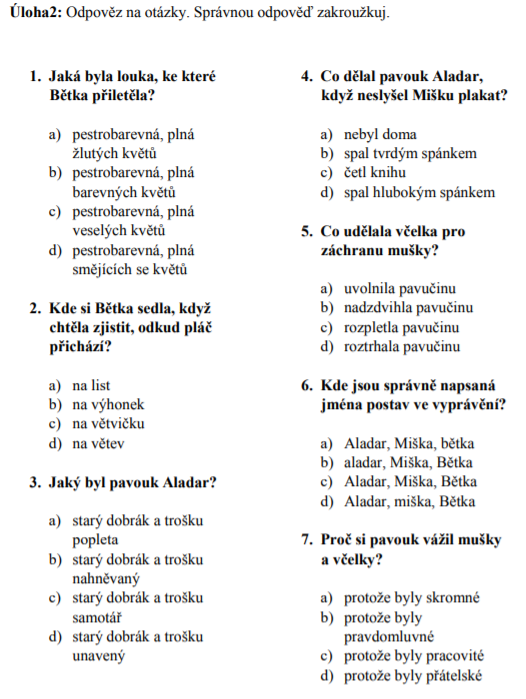 Úloha2: Odpověz na otázky. Správnou odpověď zakroužkuj.
1. Jaká byla louka, ke které
Bětka přiletěla?
a) pestrobarevná, plná
žlutých květů
b) pestrobarevná, plná
barevných květů
c) pestrobarevná, plná
veselých květů
d) pestrobarevná, plná
smějících se květů
2. Kde si Bětka sedla, když
chtěla zjistit, odkud pláč
přichází?
a) na list
b) na výhonek
c) na větvičku
d) na větev
3. Jaký byl pavouk Aladar?
a) starý dobrák a trošku
popleta
b) starý dobrák a trošku
nahněvaný
c) starý dobrák a trošku
samotář
d) starý dobrák a trošku
unavený
4. Co dělal pavouk Aladar,
když neslyšel Mišku plakat?
a) nebyl doma
b) spal tvrdým spánkem
c) četl knihu
d) spal hlubokým spánkem
5. Co udělala včelka pro
záchranu mušky?
a) uvolnila pavučinu
b) nadzdvihla pavučinu
c) rozpletla pavučinu
d) roztrhala pavučinu
6. Kde jsou správně napsaná
jména postav ve vyprávění?
a) Aladar, Miška, bětka
b) aladar, Miška, Bětka
c) Aladar, Miška, Bětka
d) Aladar, miška, Bětka
7. Proč si pavouk vážil mušky
a včelky?
a) protože byly skromné
b) protože byly
pravdomluvné
c) protože byly pracovité
d) protože byly přátelské